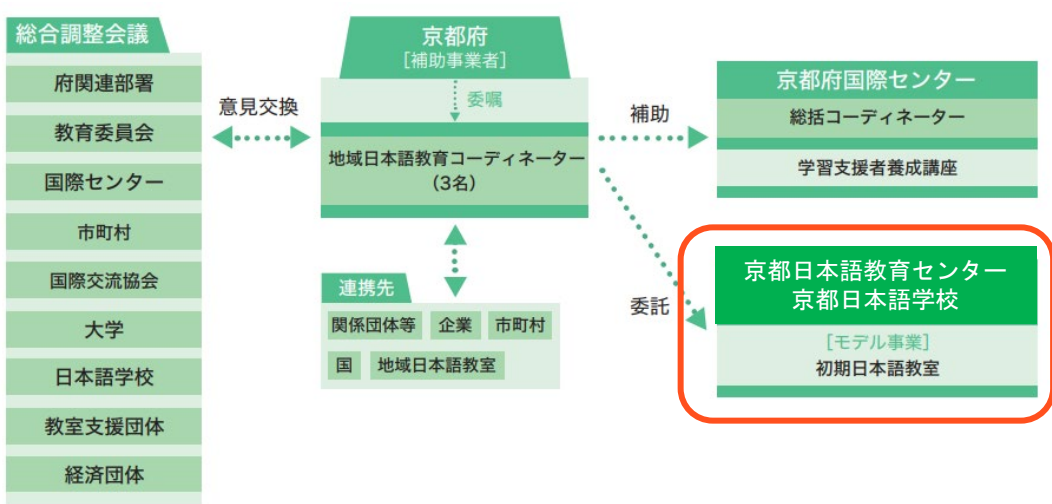 総合調整会議
府関連部署
教育委員会
国際センター
市町村
国際交流協会
大学
日本語学校
教室支援団体
経済団体
意見交換
京都府
［補助事業者］
委嘱
地域日本語教育コーディネーター
(3名)
連携先
関係団体等 企業 市町村
国 地域日本語教室
補助
委託
京都府国際センター
総括コーディネーター
学習支援者養成講座
京都日本語教育センター
京都日本語学校
［モデル事業］
初期日本語教室